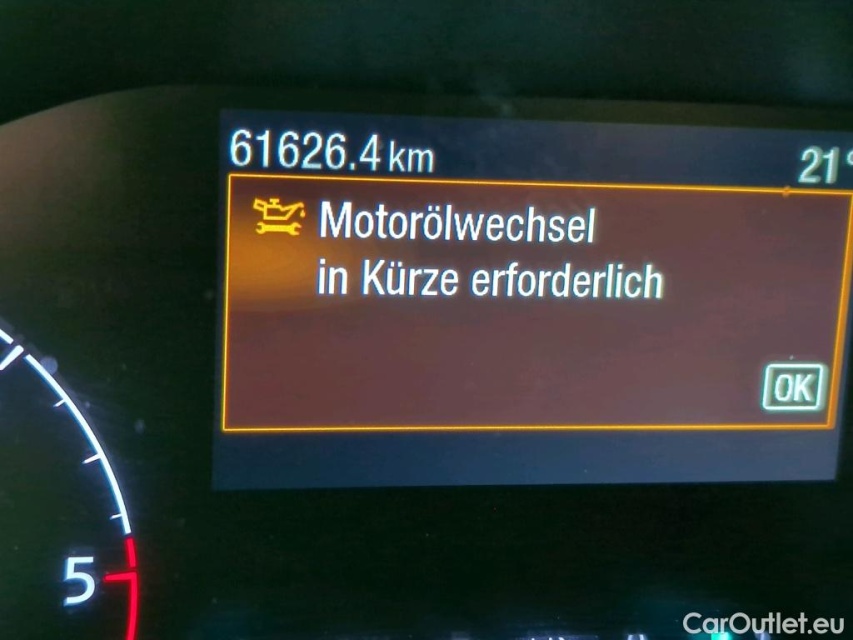 61626.4 km
21°
Motorölwechsel
in Kürze erforderlich
OK
5
CarOutlet.eu